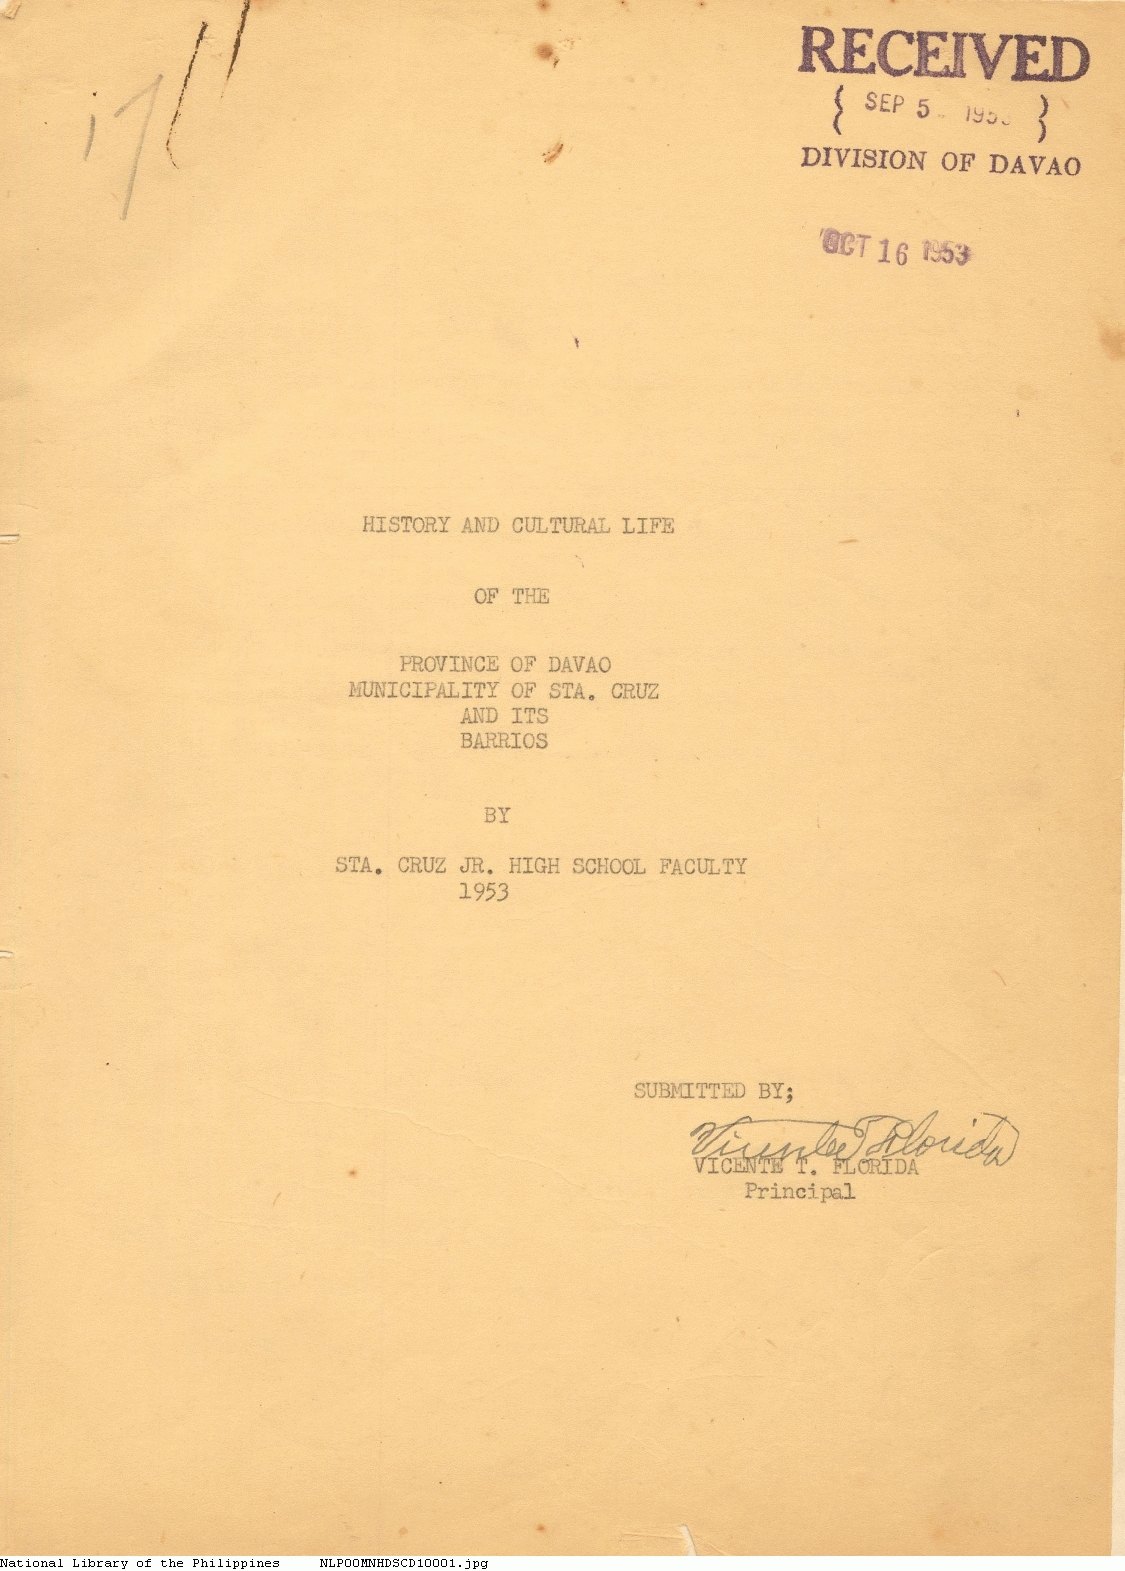 17
RECEIVED
SEP 5 1953
DIVISION OF DAVAO
OCT 16 1953
HISTORY AND CULTURAL LIFE
OF THE
PROVINCE OF DAVAO
MUNICIPALITY OF STA. CRUZ
AND ITS
BARRIOS
BY
STA. CRUZ JR. HIGH SCHOOL FACULTY
1953
SUBMITTED BY;
Vicente T. Florida
VICENTE T. FLORIDA
Principal
National Library of the Philippines NLPOOMNHDSCD10001.jpg